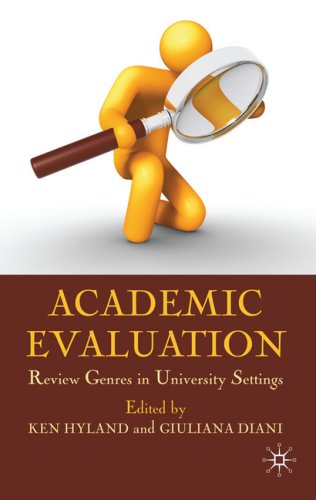 ACADEMIC
EVALUATION
Review Genres in University Settings
Edited by
KEN HYLAND and GIULIANA DIANI